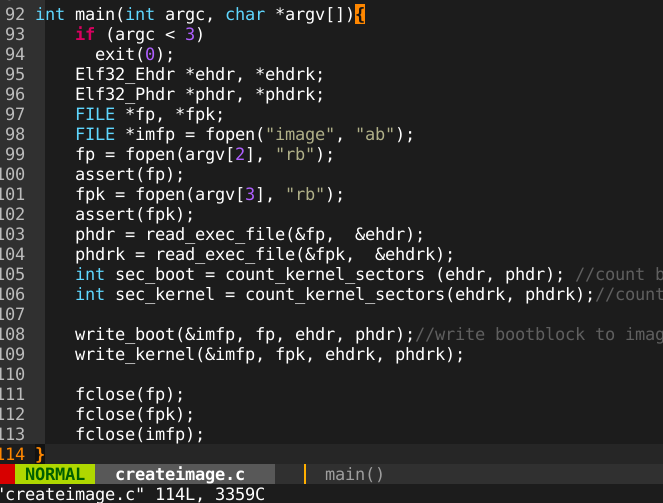 92 int main(int argc, char *argv[]){
93     if (argc < 3)
94       exit(0);
95     Elf32_Ehdr *ehdr, *ehdrk;
96     Elf32_Phdr *phdr, *phdrk;
97     FILE *fp, *fpk;
98     FILE *imfp = fopen("image", "ab");
99     fp = fopen(argv[2], "rb");
100     assert(fp);
101     fpk = fopen(argv[3], "rb");
102     assert(fpk);
103     phdr = read_exec_file(&fp,  &ehdr);
104     phdrk = read_exec_file(&fpk,  &ehdrk);
105     int sec_boot = count_kernel_sectors (ehdr, phdr); //count b
106     int sec_kernel = count_kernel_sectors(ehdrk, phdrk);//count
107
108     write_boot(&imfp, fp, ehdr, phdr);//write bootblock to imag
109     write_kernel(&imfp, fpk, ehdrk, phdrk);
110
111     fclose(fp);
112     fclose(fpk);
113     fclose(imfp);
114 }
NORMAL createimage.c main()
"createimage.c" 114L, 3359C